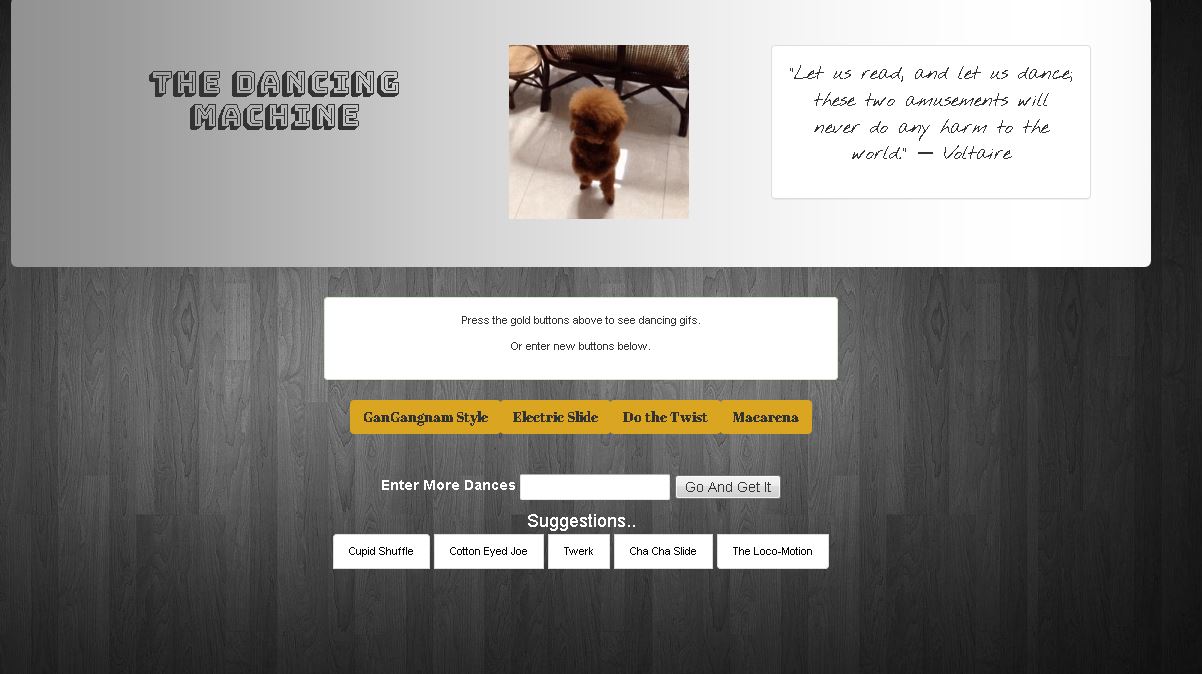 THE DANCING
MACHINE
"Let us read, and let us dance;
these two amusements will
never do any harm to the
world." — Voltaire
Press the gold buttons above to see dancing gifs.
Or enter new buttons below.
GanGangnam Style Electric Slide Do the Twist Macarena
Enter More Dances Go And Get It
Suggestions..
Cupid Shuffle Cotton Eyed Joe Twerk Cha Cha Slide The Loco-Motion